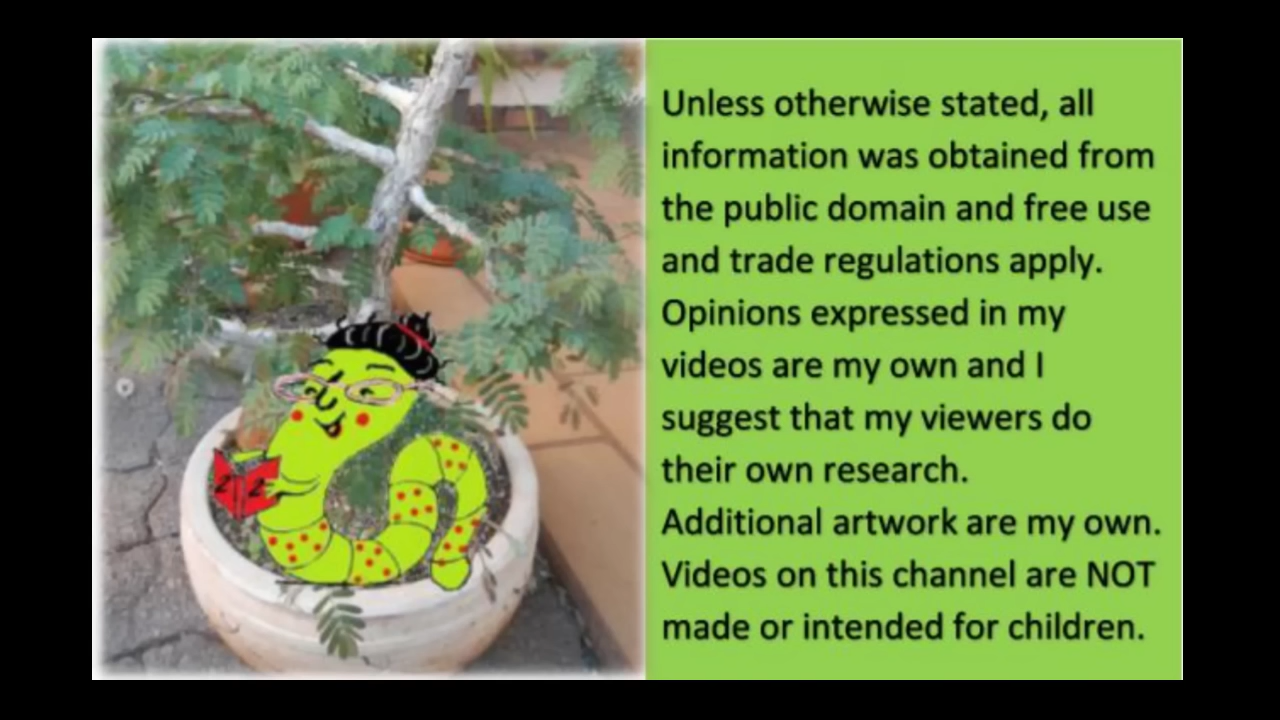 Unless otherwise stated, all
information was obtained from
the public domain and free use
and trade regulations apply.
Opinions expressed in my
videos are my own and I
suggest that my viewers do
their own research.
Additional artwork are my own.
Videos on this channel are NOT
made or intended for children.